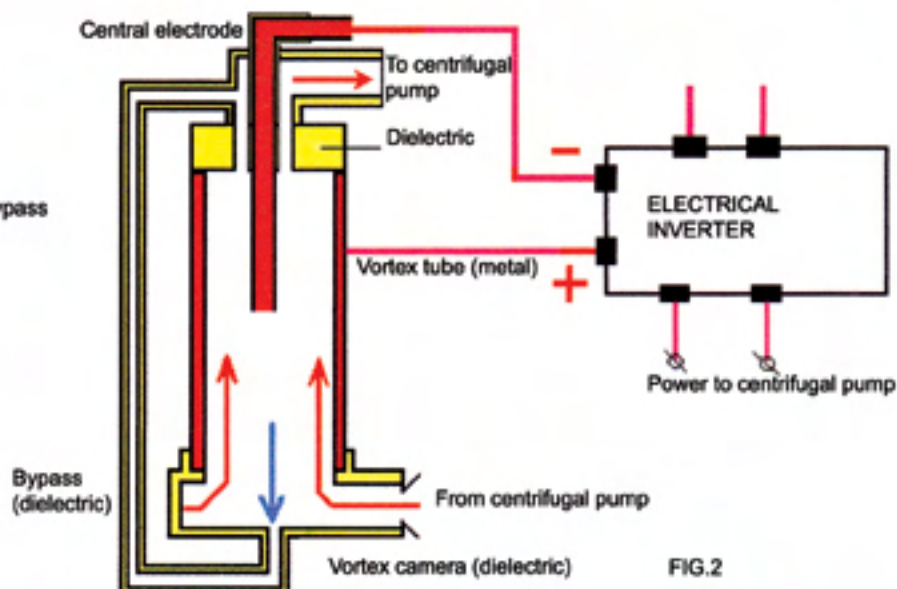 Central electrode
To centrifugal
pump
Dielectric
-
ELECTRICAL
INVERTER
Vortex tube (metal)
+
Power to centrifugal pump
Bypass
(dielectric)
From centrifugal pump
Vortex camera (dielectric)
FIG.2